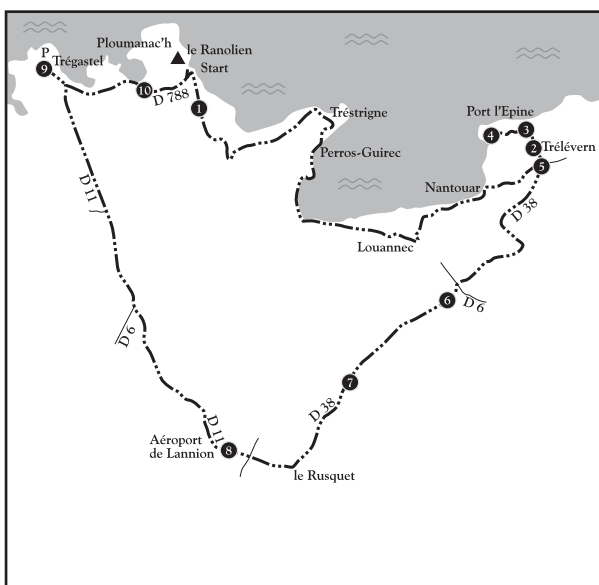 Ploumanac'h
le Ranolien
Start
P
9
Trégastel
10
D 788
1
Tréstrigne
Perros-Guirec
Port l'Epine
4
3
2
Trélévern
5
Nantouar
D 38
Louannec
D 11
6
D 6
D 6
7
D 38
D 11
Aéroport
de Lannion
8
le Rusquet